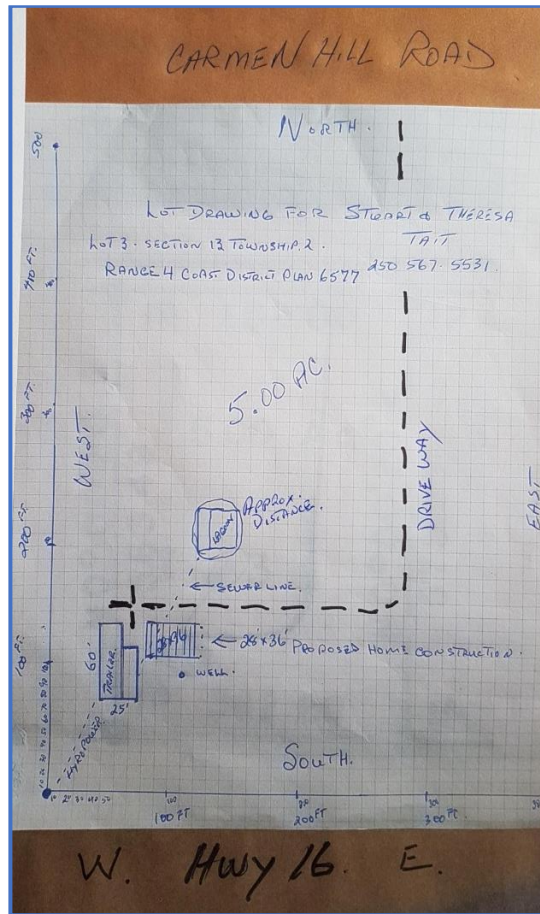 CARMEN HILL ROAD
NORTH.
500
LOT DRAWING FOR STUART & THERESA
TAIT
LOT 3. SECTION 13 TOWNSHIP. 2.
RANGE 4 COAST DISTRICT PLAN 6577 250 567. 5531.
400 FT.
300 FT.
5.00 AC.
WEST.
DRIVE WAY
EAST
200 FT.
LAGOON
APPROX.
DISTANCE.
SEWER LINE.
100 FT.
60'
TRAILER.
25'
28'x36' PROPOSED HOME CONSTRUCTION.
WELL.
HYDRO POWER
SOUTH.
100 FT
200 FT
300 FT
W. HWY 16. E.